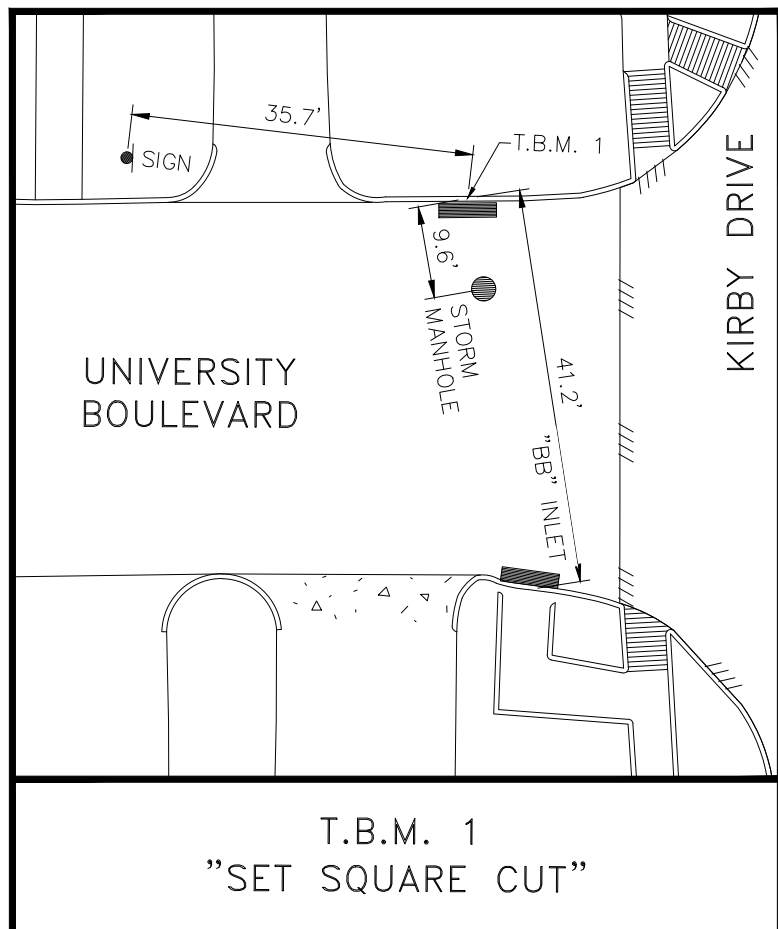 35.7'
T.B.M. 1
SIGN
KIRBY DRIVE
9.6'
STORM
MANHOLE
41.2'
UNIVERSITY
BOULEVARD
"BB" INLET
T.B.M. 1
"SET SQUARE CUT"